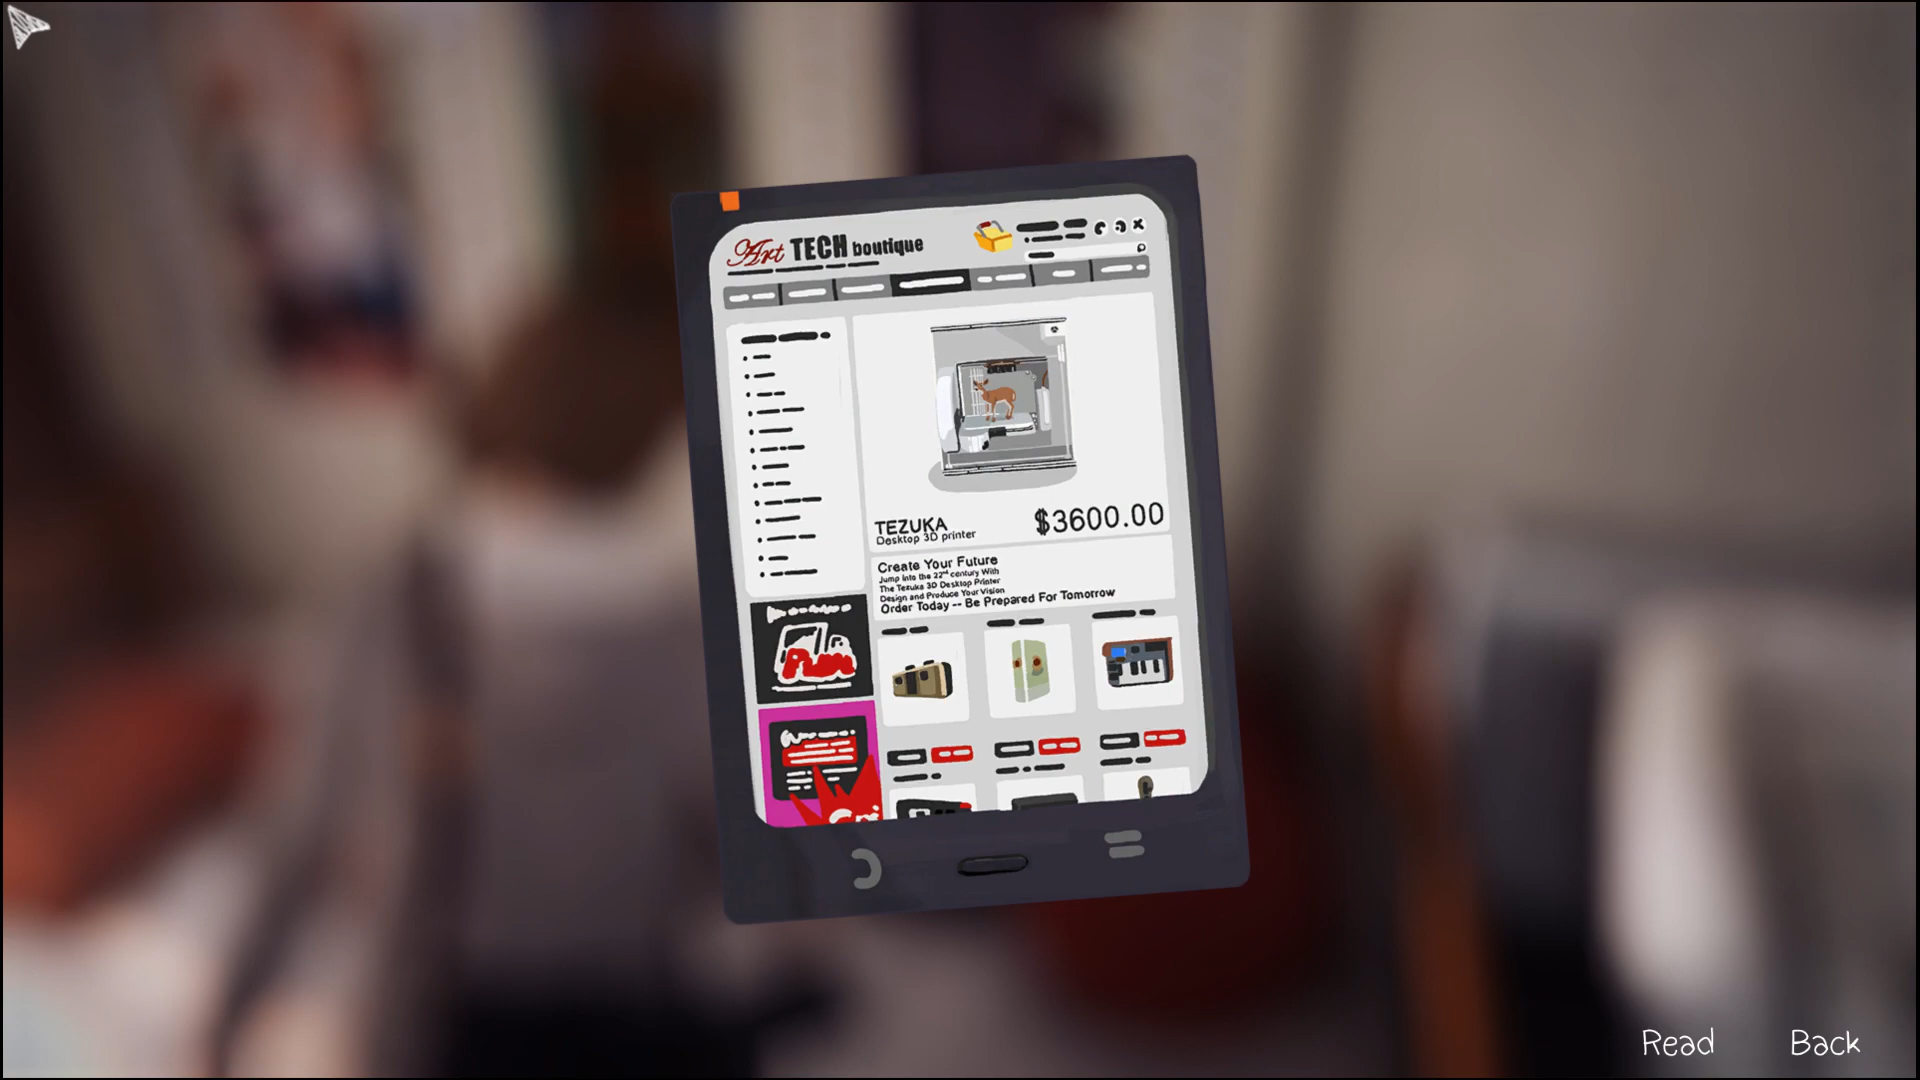 Art TECH boutique
TEZUKA
Desktop 3D printer
$3600.00
Create Your Future
Jump into the 22nd century With
The Tezuka 3D Desktop Printer
Design and Produce Your Vision
Order Today -- Be Prepared For Tomorrow
Read
Back